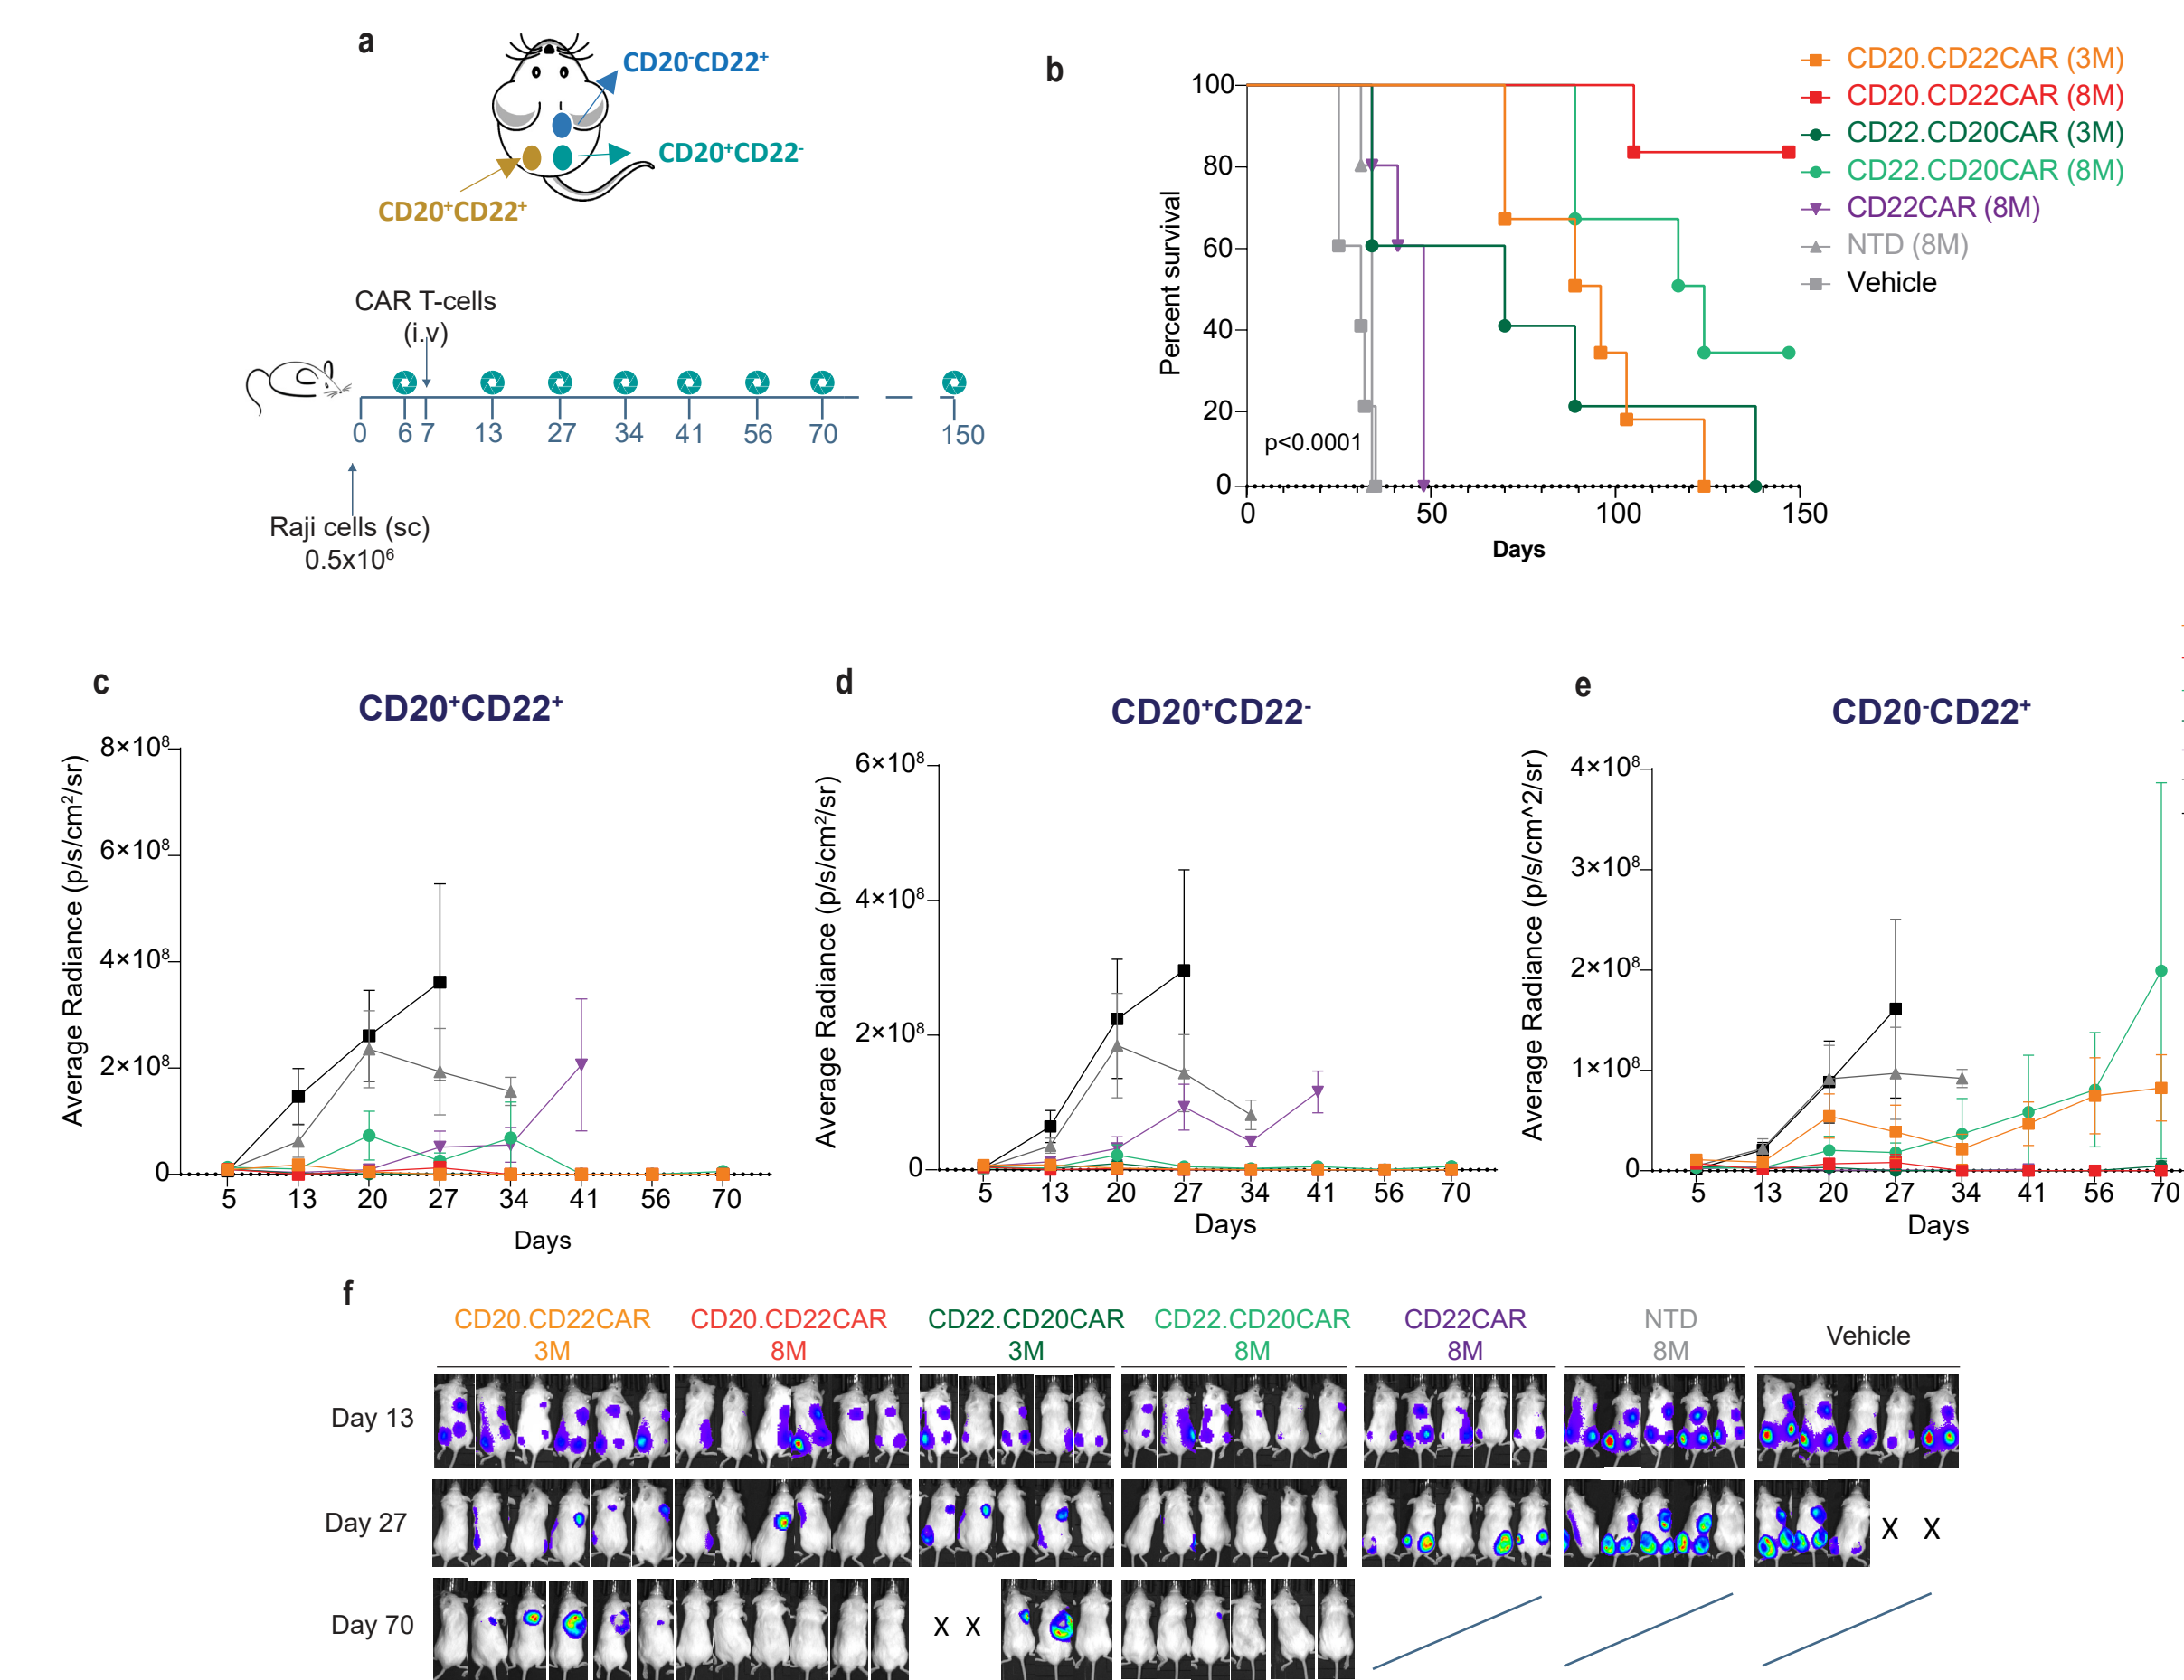 a
CD20⁻CD22⁺
CD20⁺CD22⁻
CD20⁺CD22⁺
CAR T-cells
(i.v)
0 6 7 13 27 34 41 56 70 150
Raji cells (sc)
0.5x10⁶
b
Percent survival
100
80
60
40
20
0
p<0.0001
0 50 100 150
Days
CD20.CD22CAR (3M)
CD20.CD22CAR (8M)
CD22.CD20CAR (3M)
CD22.CD20CAR (8M)
CD22CAR (8M)
NTD (8M)
Vehicle
c
CD20⁺CD22⁺
Average Radiance (p/s/cm²/sr)
8×10⁸
6×10⁸
4×10⁸
2×10⁸
0
5 13 20 27 34 41 56 70
Days
d
CD20⁺CD22⁻
Average Radiance (p/s/cm²/sr)
6×10⁸
4×10⁸
2×10⁸
0
5 13 20 27 34 41 56 70
Days
e
CD20⁻CD22⁺
Average Radiance (p/s/cm^2/sr)
4×10⁸
3×10⁸
2×10⁸
1×10⁸
0
5 13 20 27 34 41 56 70
Days
f
CD20.CD22CAR CD20.CD22CAR CD22.CD20CAR CD22.CD20CAR CD22CAR NTD Vehicle
3M 8M 3M 8M 8M 8M
Day 13
Day 27 X X
Day 70 X X